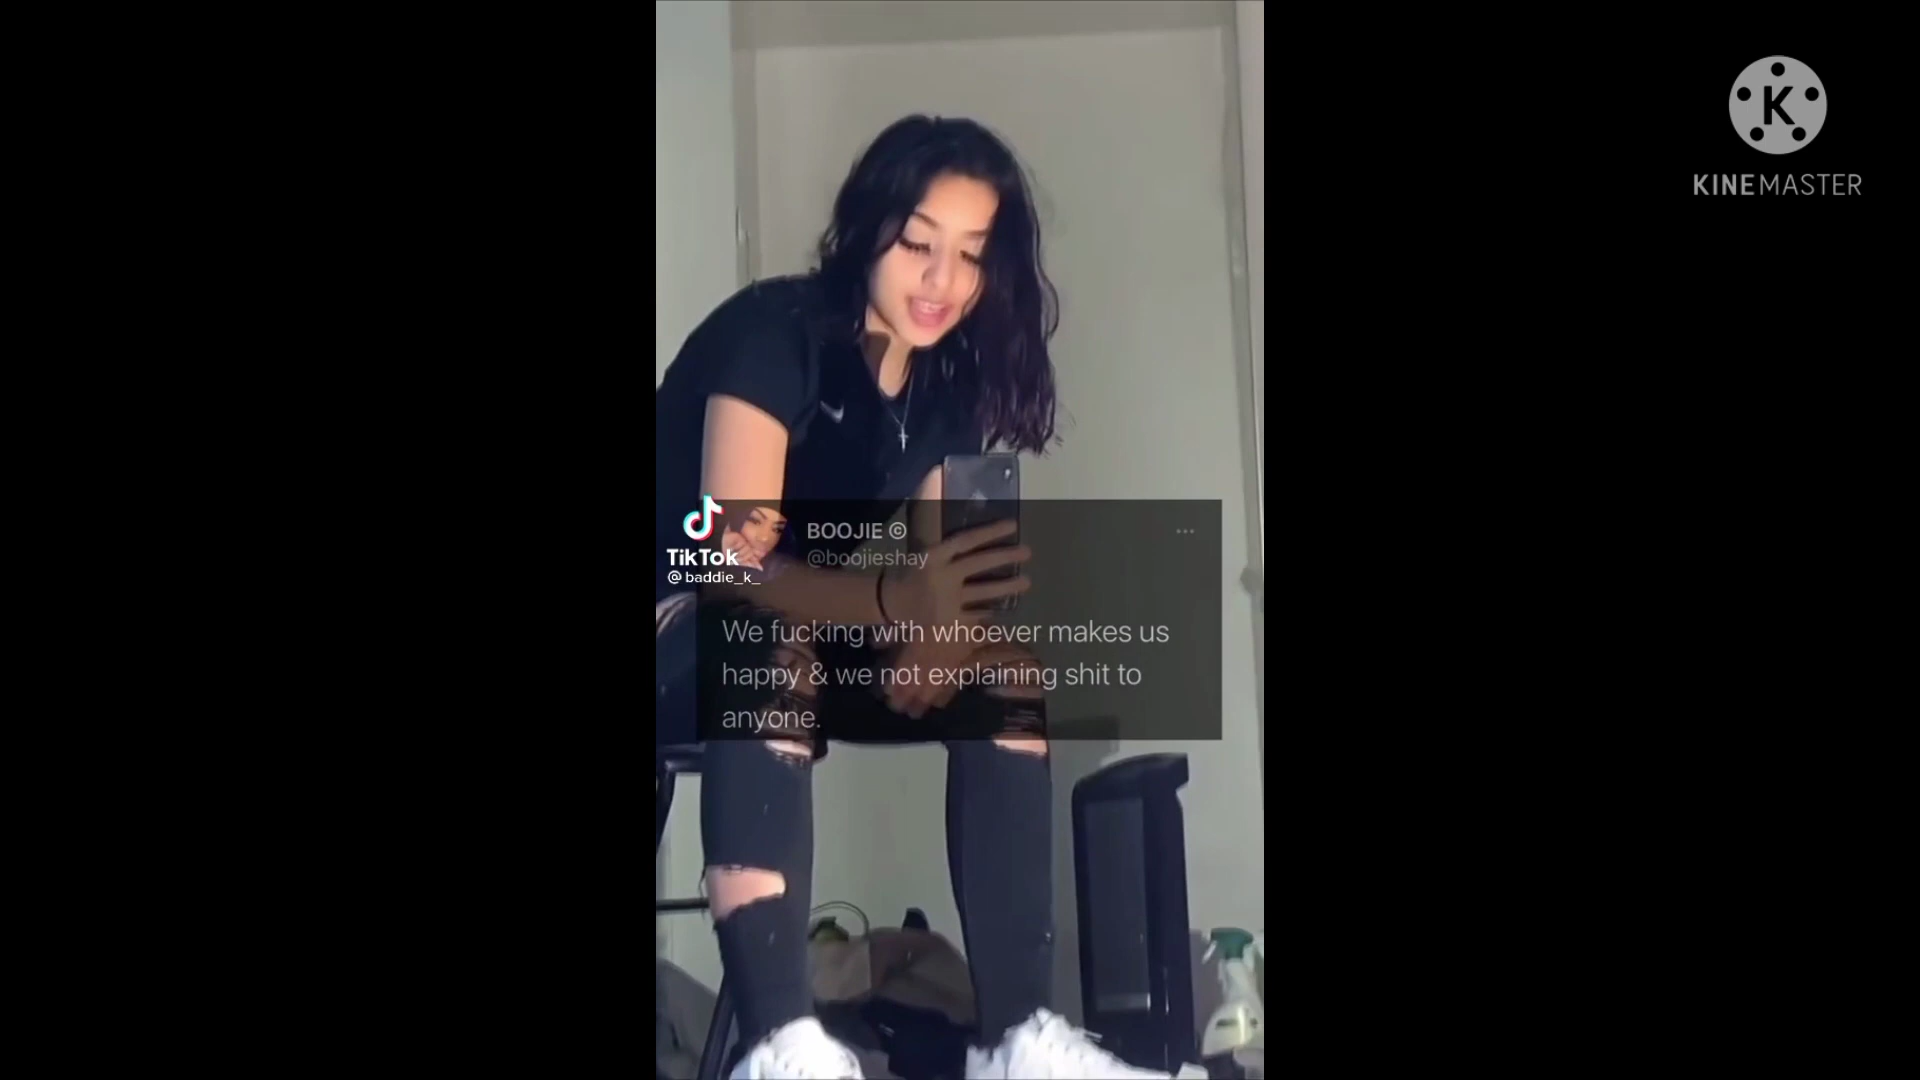 KINEMASTER
BOOJIE ©
@boojieshay
TikTok
@ baddie_k_
We fucking with whoever makes us
happy & we not explaining shit to
anyone.